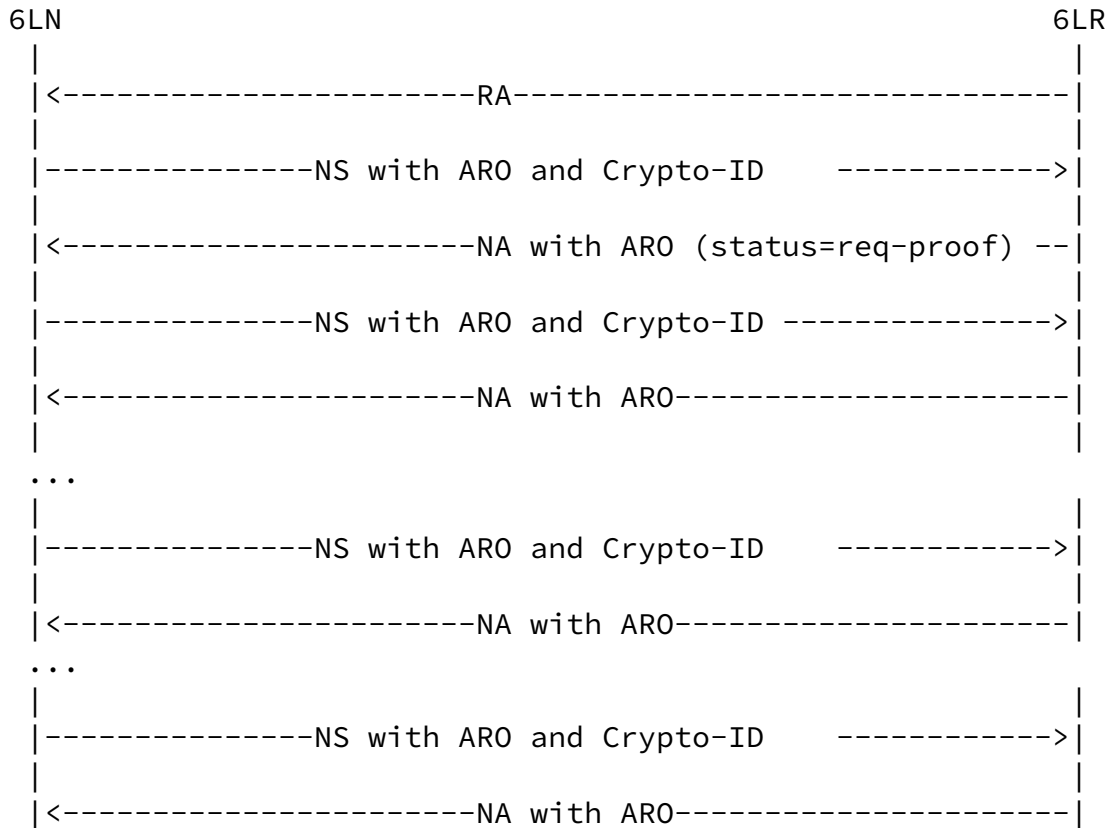 6LN 6LR
|<-----------------------RA-------------------------------|
|---------------NS with ARO and Crypto-ID ------------>|
|<-----------------------NA with ARO (status=req-proof) --|
|---------------NS with ARO and Crypto-ID --------------->|
|<-----------------------NA with ARO----------------------|
...
|---------------NS with ARO and Crypto-ID ------------>|
|<-----------------------NA with ARO----------------------|
...
|---------------NS with ARO and Crypto-ID ------------>|
|<-----------------------NA with ARO----------------------|